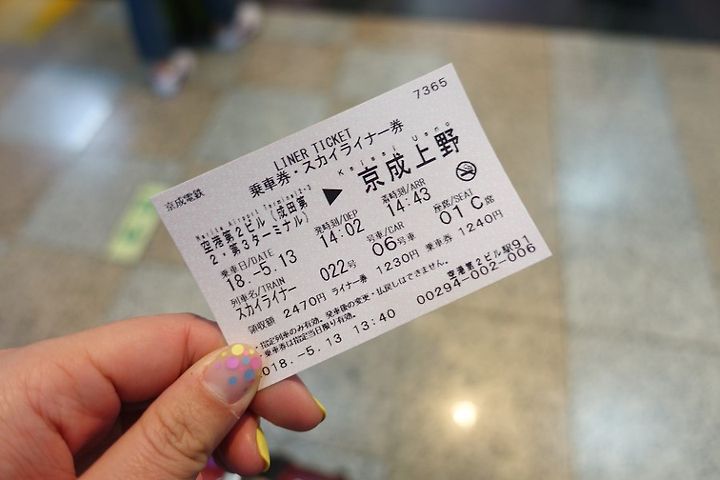 7365
LINER TICKET
京成電鉄
乗車券・スカイライナー券
Narita Airport Terminal2・3
Keisei Ueno
空港第2ビル(成田第
2・第3ターミナル)
▶
京成上野
乗車日/DATE
発時刻/DEP
着時刻/ARR
18.-5.13
14:02
14:43
列車名/TRAIN
号車/CAR
座席/SEAT
スカイライナー 022号
06号車
01 C席
領収額 2470円 ライナー券 1230円 乗車券 1240円
・指定列車のみ有効。発車後の変更・払戻しはできません。
・乗車券は指定当日限り有効。
空港第2ビル駅91
2018.-5.13 13:40
00294-002-006